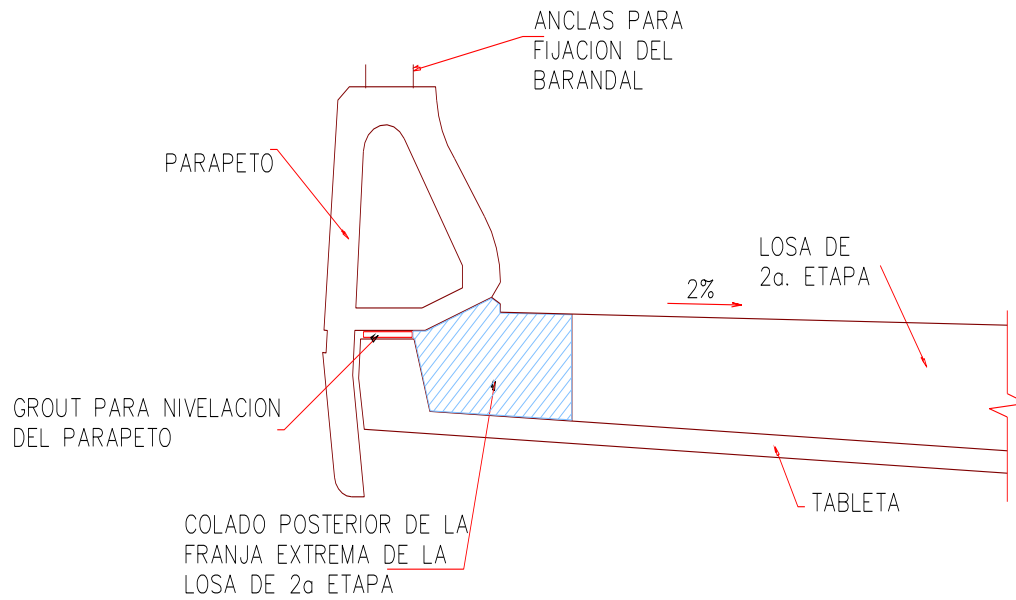 ANCLAS PARA
FIJACION DEL
BARANDAL
PARAPETO
LOSA DE
2a. ETAPA
2%
GROUT PARA NIVELACION
DEL PARAPETO
TABLETA
COLADO POSTERIOR DE LA
FRANJA EXTREMA DE LA
LOSA DE 2a ETAPA